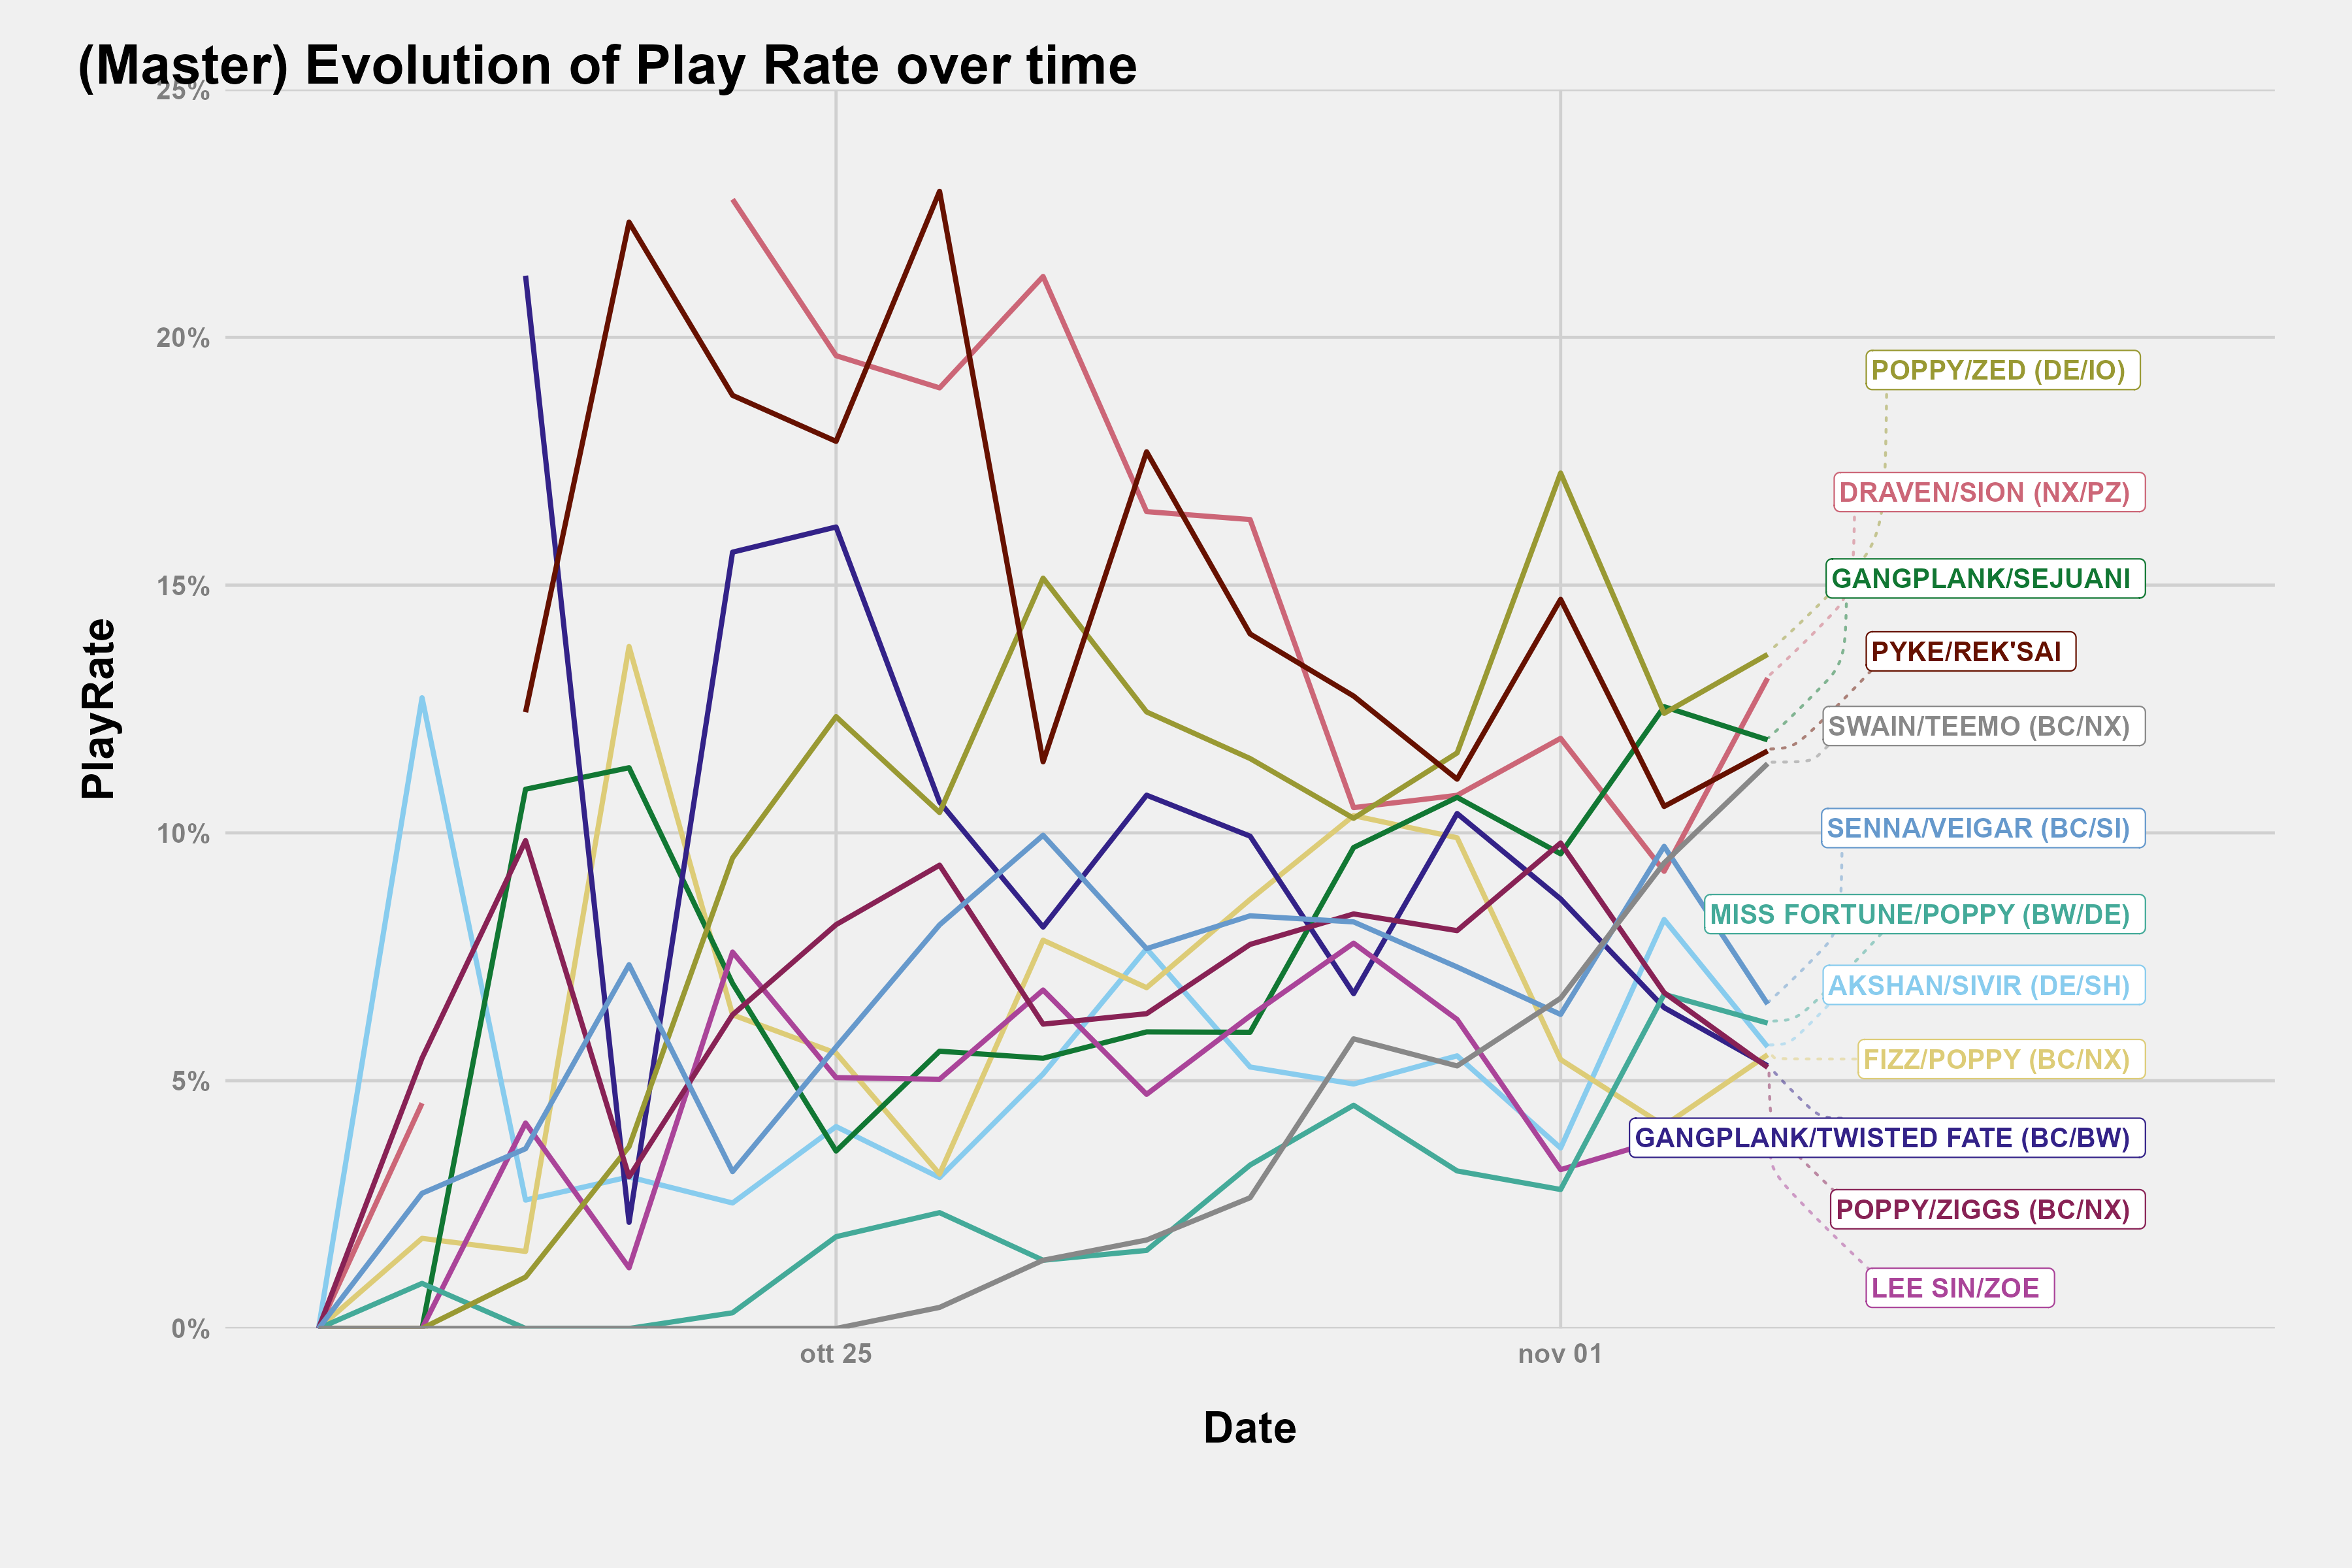 (Master) Evolution of Play Rate over time
25%
20%
15%
10%
5%
0%
PlayRate
ott 25
nov 01
Date
POPPY/ZED (DE/IO)
DRAVEN/SION (NX/PZ)
GANGPLANK/SEJUANI
PYKE/REK'SAI
SWAIN/TEEMO (BC/NX)
SENNA/VEIGAR (BC/SI)
MISS FORTUNE/POPPY (BW/DE)
AKSHAN/SIVIR (DE/SH)
FIZZ/POPPY (BC/NX)
GANGPLANK/TWISTED FATE (BC/BW)
POPPY/ZIGGS (BC/NX)
LEE SIN/ZOE